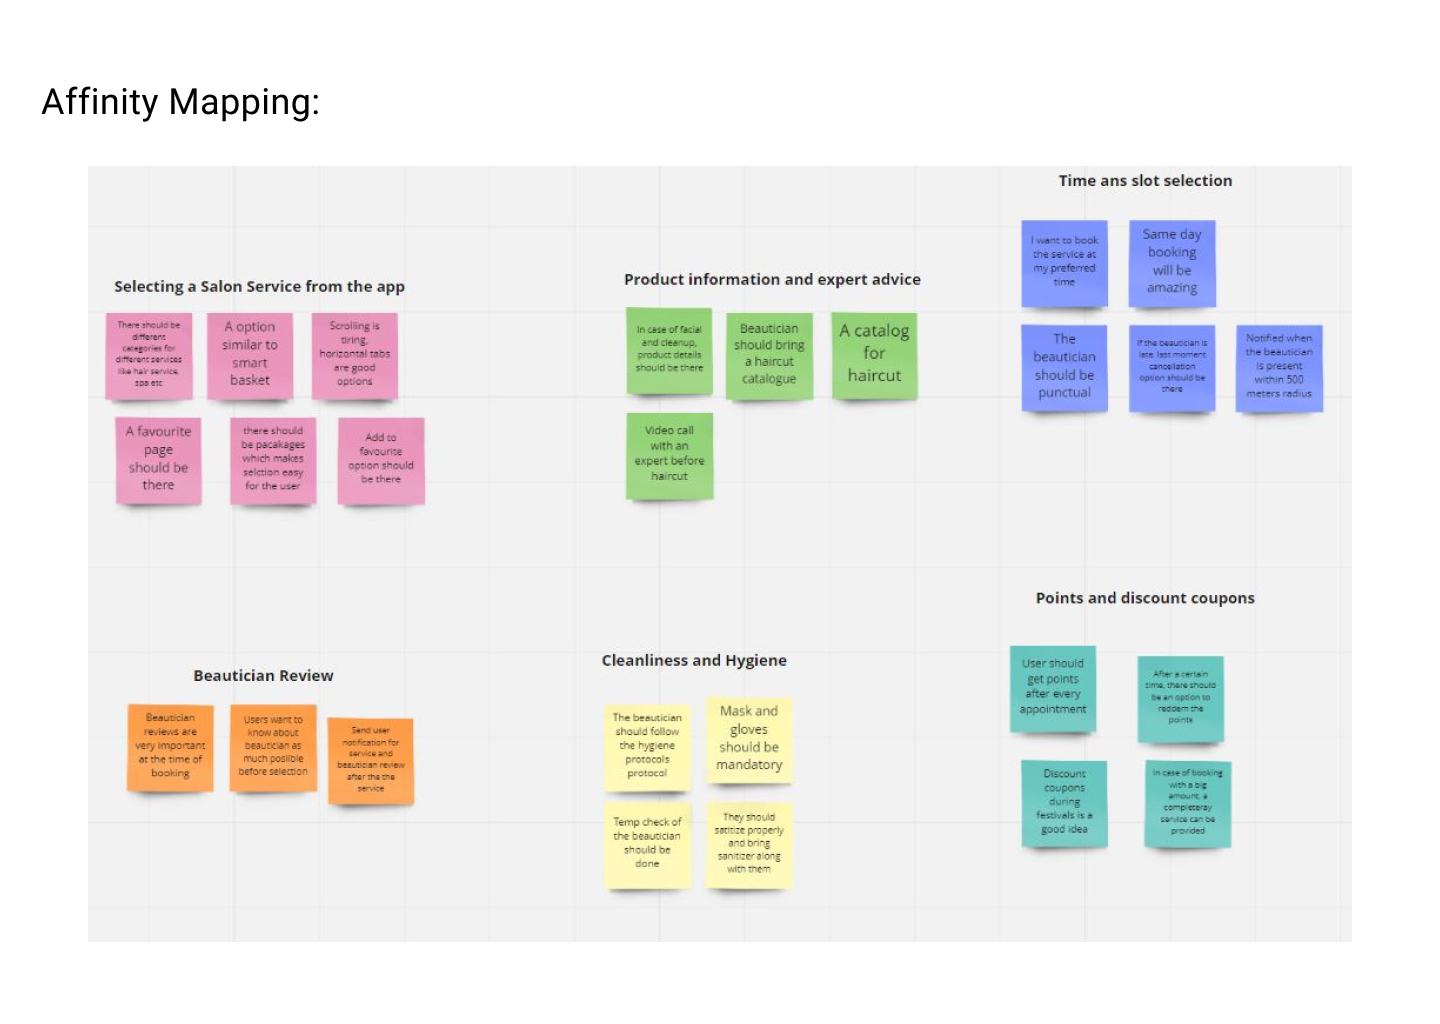 Affinity Mapping:
Selecting a Salon Service from the app
There should be
different
categories for
different services
like hair service,
spa etc
A option
similar to
smart
basket
Scrolling is
tiring,
horizontal tabs
are good
options
A favourite
page
should be
there
there should
be pacakages
which makes
selction easy
for the user
Add to
favourite
option should
be there
Product information and expert advice
In case of facial
and cleanup,
product details
should be there
Beautician
should bring
a haircut
catalogue
A catalog
for
haircut
Video call
with an
expert before
haircut
Time ans slot selection
I want to book
the service at
my preferred
time
Same day
booking
will be
amazing
The
beautician
should be
punctual
If the beautician is
late, last moment
cancellation
option should be
there
Notified when
the beautician
is present
within 500
meters radius
Beautician Review
Beautician
reviews are
very important
at the time of
booking
Users want to
know about
beautician as
much posiible
before selection
Send user
notification for
service and
beautician review
after the the
service
Cleanliness and Hygiene
The beautician
should follow
the hygiene
protocols
protocol
Mask and
gloves
should be
mandatory
Temp check of
the beautician
should be
done
They should
satitize properly
and bring
sanitizer along
with them
Points and discount coupons
User should
get points
after every
appointment
After a certain
time, there should
be an option to
reddem the
points
Discount
coupons
during
festivals is a
good idea
In case of booking
with a big
amount, a
completeray
service can be
provided